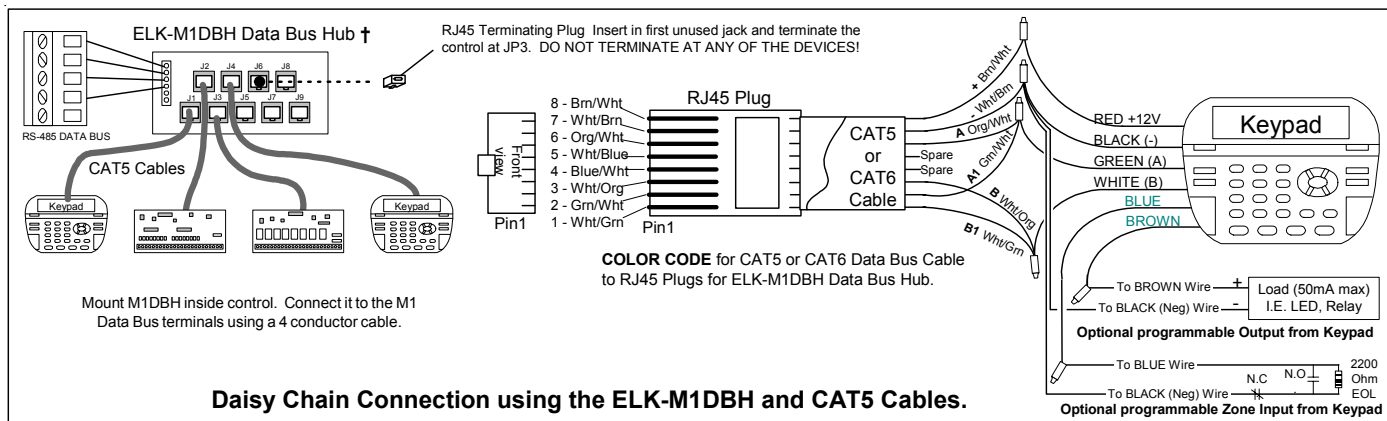 ELK-M1DBH Data Bus Hub †
RJ45 Terminating Plug Insert in first unused jack and terminate the
control at JP3. DO NOT TERMINATE AT ANY OF THE DEVICES!
J2 J4 J6 J8
J1 J3 J5 J7 J9
RS-485 DATA BUS
CAT5 Cables
Keypad
Keypad
Mount M1DBH inside control. Connect it to the M1
Data Bus terminals using a 4 conductor cable.
Front
view
Pin1
8 - Brn/Wht
7 - Wht/Brn
6 - Org/Wht
5 - Wht/Blue
4 - Blue/Wht
3 - Wht/Org
2 - Grn/Wht
1 - Wht/Grn
RJ45 Plug
Pin1
CAT5
or
CAT6
Cable
+ Brn/Wht
- Wht/Brn
A Org/Wht
Spare
Spare
A1 Grn/Wht
B Wht/Org
B1 Wht/Grn
COLOR CODE for CAT5 or CAT6 Data Bus Cable
to RJ45 Plugs for ELK-M1DBH Data Bus Hub.
RED +12V
BLACK (-)
GREEN (A)
WHITE (B)
BLUE
BROWN
Keypad
To BROWN Wire +
To BLACK (Neg) Wire -
Load (50mA max)
I.E. LED, Relay
Optional programmable Output from Keypad
To BLUE Wire
To BLACK (Neg) Wire
N.C
N.O
2200
Ohm
EOL
Optional programmable Zone Input from Keypad
Daisy Chain Connection using the ELK-M1DBH and CAT5 Cables.